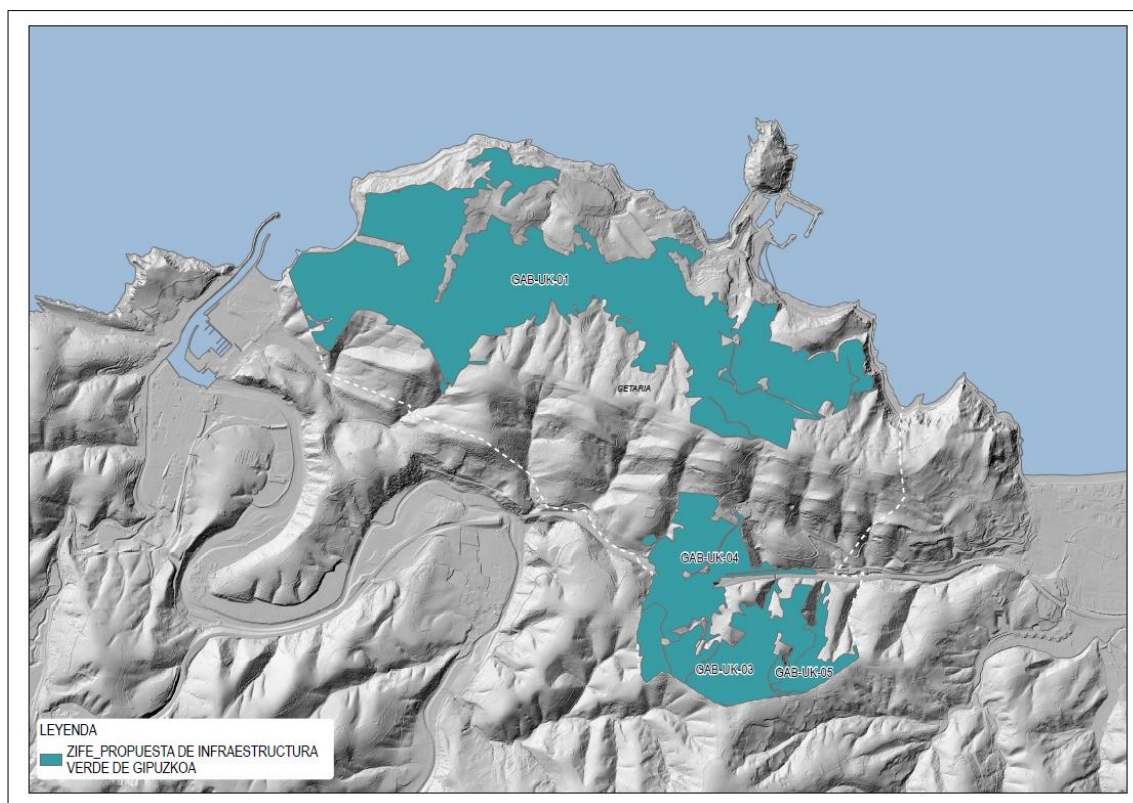 GAB-UK-01
GETARIA
GAB-UK-04
GAB-UK-03
GAB-UK-05
LEYENDA
ZIFE_PROPUESTA DE INFRAESTRUCTURA
VERDE DE GIPUZKOA